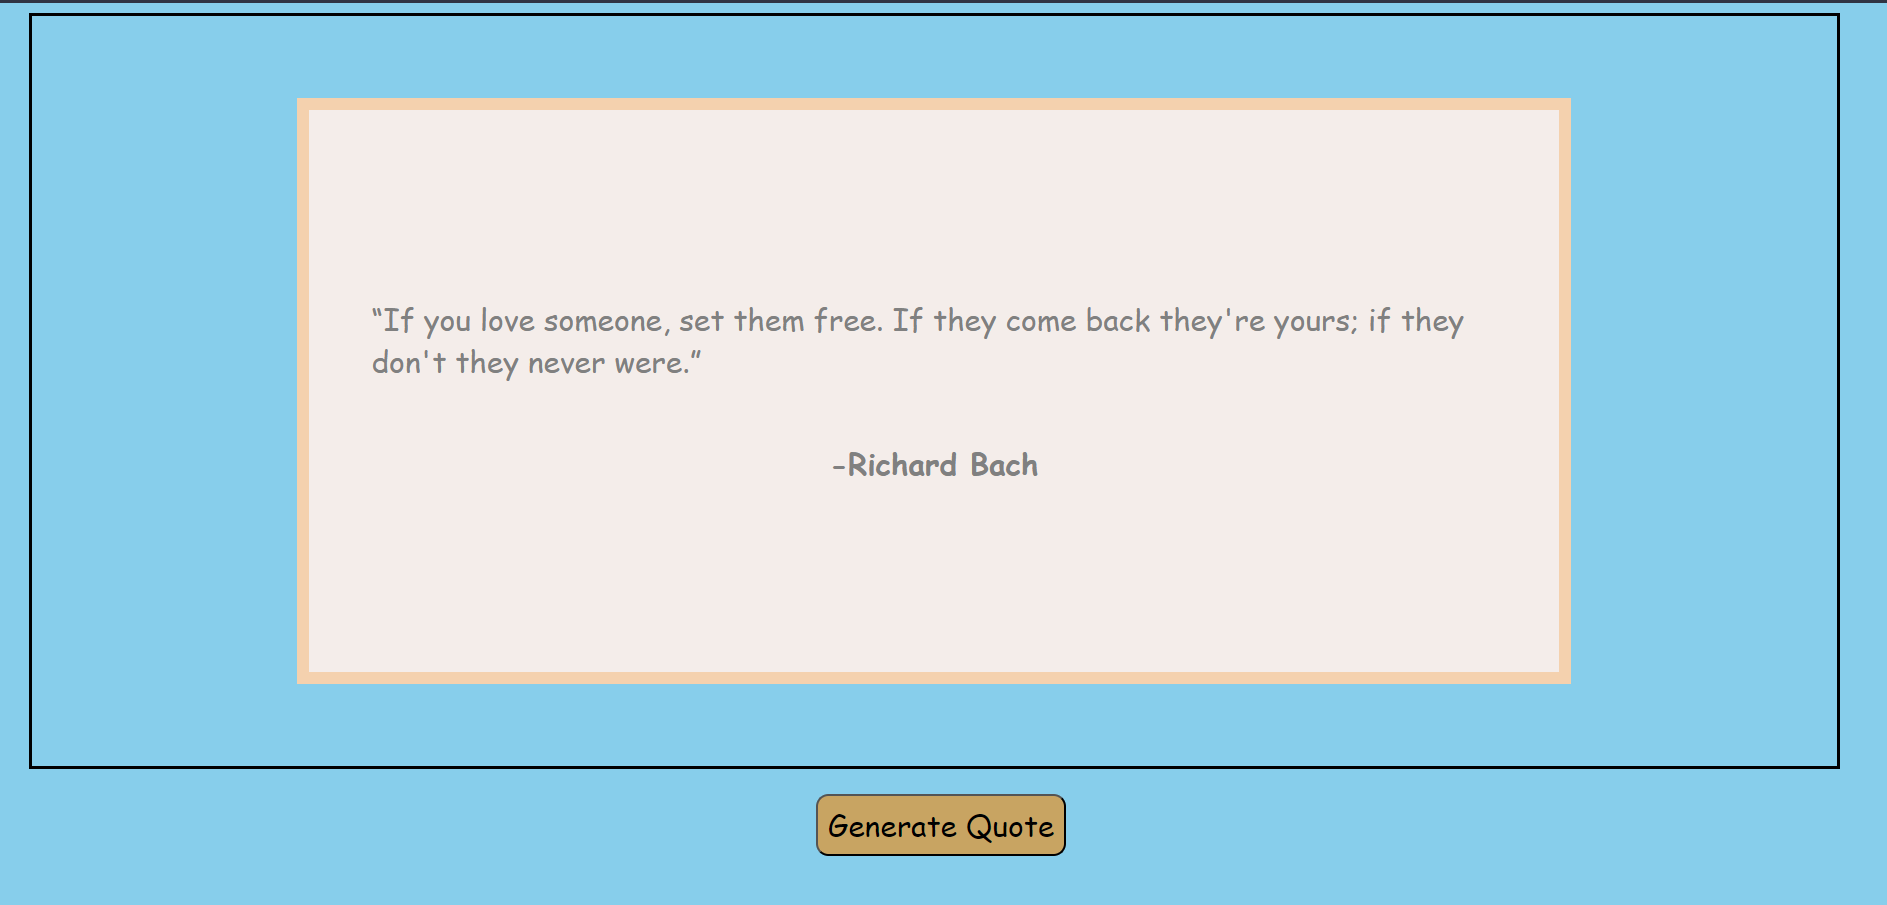 “If you love someone, set them free. If they come back they're yours; if they
don't they never were.”
-Richard Bach
Generate Quote